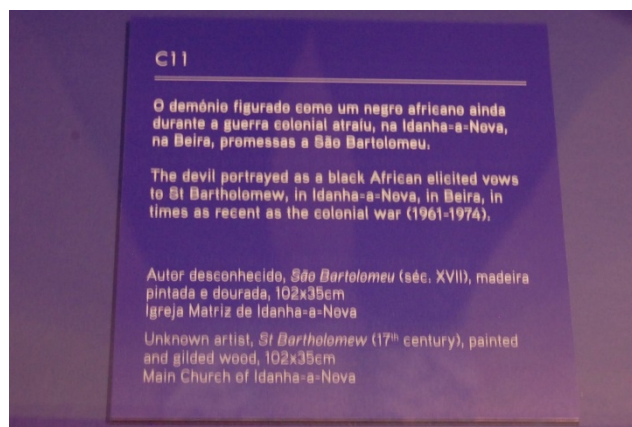 C11
O demónio figurado como um negro africano ainda
durante a guerra colonial atraiu, na Idanha-a-Nova,
na Beira, promessas a São Bartolomeu.
The devil portrayed as a black African elicited vows
to St Bartholomew, in Idanha-a-Nova, in Beira, in
times as recent as the colonial war (1961-1974).
Autor desconhecido, São Bartolomeu (séc. XVII), madeira
pintada e dourada, 102x35cm
Igreja Matriz de Idanha-a-Nova
Unknown artist, St Bartholomew (17th century), painted
and gilded wood, 102x35cm
Main Church of Idanha-a-Nova